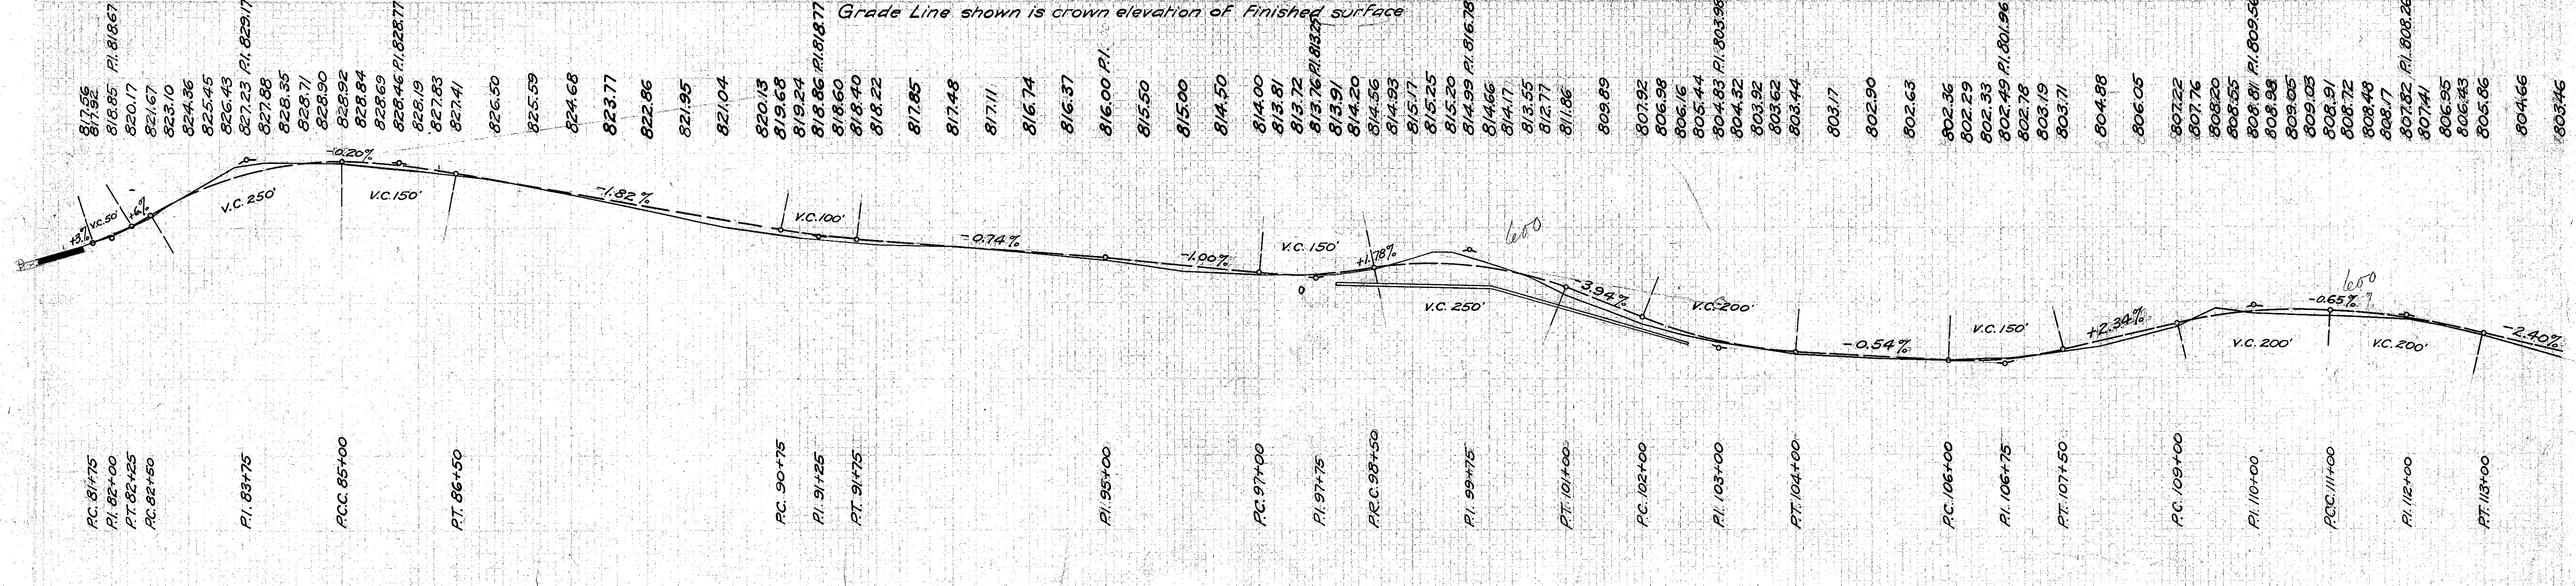 Grade Line shown is crown elevation of Finished surface
817.56
817.92
818.85 P.I. 818.67
820.17
821.67
823.10
824.36
825.45
826.43
827.23 P.I. 829.17
827.88
828.35
828.71
828.90
828.92
828.84
828.69
828.46 P.I. 828.77
828.19
827.83
827.41
826.50
825.59
824.68
823.77
822.86
821.95
821.04
820.13
819.68
819.24
818.86 P.I. 818.77
818.60
818.40
818.22
817.85
817.48
817.11
816.74
816.37
816.00 P.I.
815.50
815.00
814.50
814.00
813.81
813.72
813.76 P.I. 813.25
813.91
814.20
814.56
814.93
815.17
815.25
815.20
814.99 P.I. 816.78
814.66
814.17
813.55
812.77
811.86
809.89
807.92
806.98
806.16
805.44
804.83 P.I. 803.98
804.32
803.92
803.62
803.44
803.17
802.90
802.63
802.36
802.29
802.33
802.49 P.I. 801.96
802.78
803.19
803.71
804.88
806.05
807.22
807.76
808.20
808.55
808.81 P.I. 809.56
808.98
809.05
809.03
808.91
808.72
808.48
808.17
807.82 P.I. 808.26
807.41
806.95
806.43
805.86
804.66
803.46
+3.%
V.C. 50'
+6%
V.C. 250'
-0.20%
V.C. 150'
-1.82%
V.C. 100'
-0.74%
-1.00%
V.C. 150'
+1.78%
600
V.C. 250'
-3.94%
V.C. 200'
-0.54%
V.C. 150'
+2.34%
V.C. 200'
600
-0.65%
V.C. 200'
-2.40%
P.C. 81+75
P.I. 82+00
P.T. 82+25
P.C. 82+50
P.I. 83+75
P.C.C. 85+00
P.T. 86+50
P.C. 90+75
P.I. 91+25
P.T. 91+75
P.I. 95+00
P.C. 97+00
P.I. 97+75
P.R.C. 98+50
P.I. 99+75
P.T. 101+00
P.C. 102+00
P.I. 103+00
P.T. 104+00
P.C. 106+00
P.I. 106+75
P.T. 107+50
P.C. 109+00
P.I. 110+00
P.C.C. 111+00
P.I. 112+00
P.T. 113+00